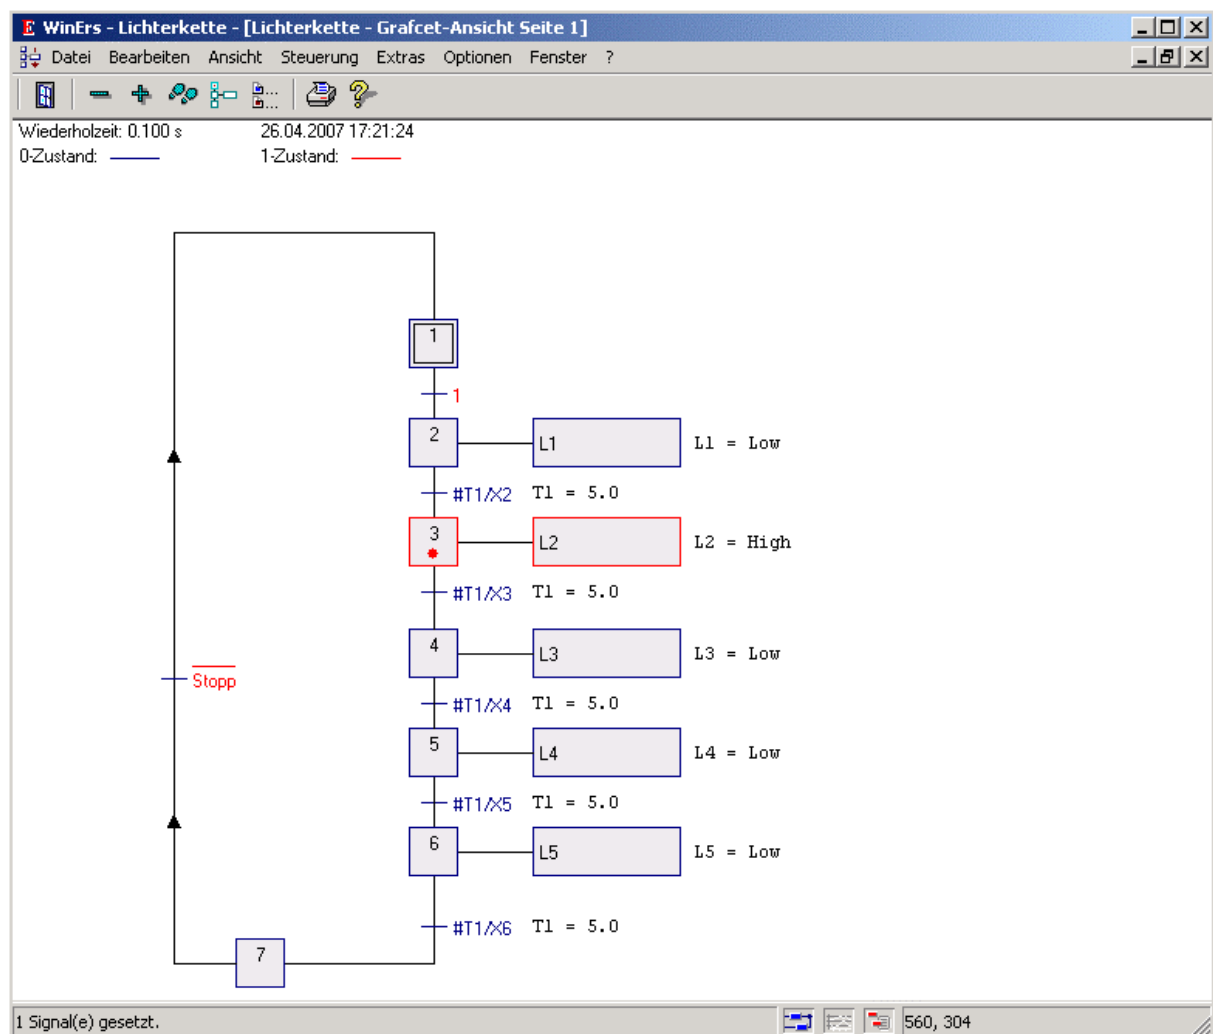 WinErs - Lichterkette - [Lichterkette - Grafcet-Ansicht Seite 1]
Datei Bearbeiten Ansicht Steuerung Extras Optionen Fenster ?
Wiederholzeit: 0.100 s 26.04.2007 17:21:24
0-Zustand: 1-Zustand:
1
1
2 L1 L1 = Low
#T1/X2 T1 = 5.0
3 L2 L2 = High
#T1/X3 T1 = 5.0
4 L3 L3 = Low
Stopp
#T1/X4 T1 = 5.0
5 L4 L4 = Low
#T1/X5 T1 = 5.0
6 L5 L5 = Low
#T1/X6 T1 = 5.0
7
1 Signal(e) gesetzt. 560, 304